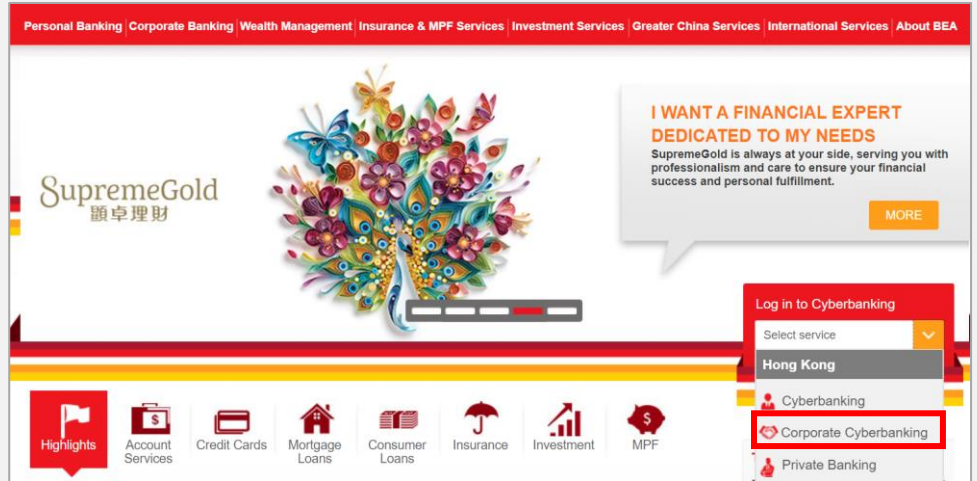 Personal Banking Corporate Banking Wealth Management Insurance & MPF Services Investment Services Greater China Services International Services About BEA
I WANT A FINANCIAL EXPERT
DEDICATED TO MY NEEDS
SupremeGold is always at your side, serving you with
professionalism and care to ensure your financial
success and personal fulfillment.
MORE
SupremeGold
顯卓理財
Log in to Cyberbanking
Select service
Hong Kong
Cyberbanking
Corporate Cyberbanking
Private Banking
Highlights
Account
Services
Credit Cards
Mortgage
Loans
Consumer
Loans
Insurance
Investment
MPF